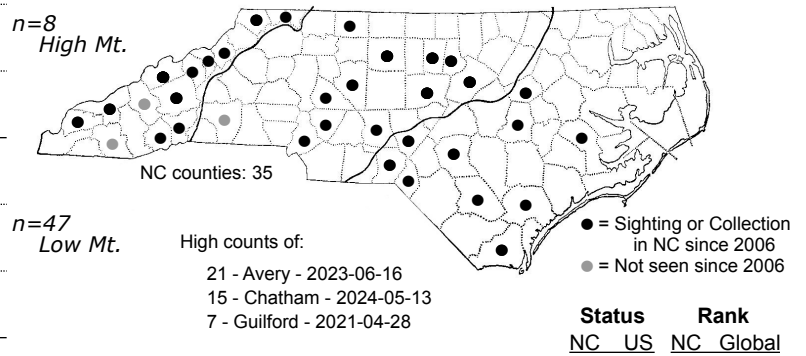 n=8
High Mt.
NC counties: 35
n=47
Low Mt.
High counts of:
21 - Avery - 2023-06-16
15 - Chatham - 2024-05-13
7 - Guilford - 2021-04-28
● = Sighting or Collection
in NC since 2006
● = Not seen since 2006
Status Rank
NC US NC Global